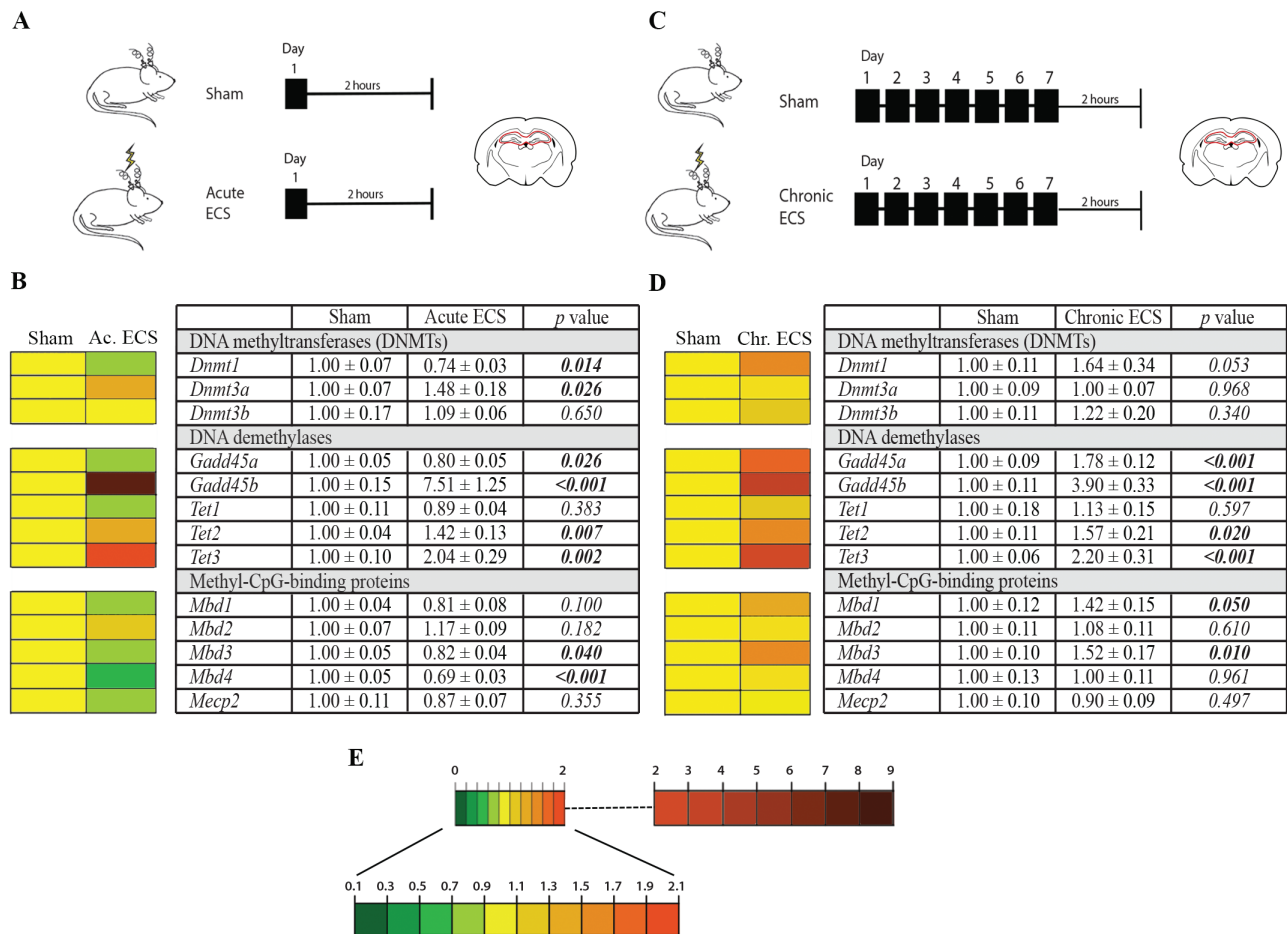 A
Day
1
Sham
2 hours
Day
1
Acute
ECS
2 hours
C
Day
1 2 3 4 5 6 7
Sham
2 hours
Day
1 2 3 4 5 6 7
Chronic
ECS
2 hours
B
Sham Ac. ECS
Sham Acute ECS p value
DNA methyltransferases (DNMTs)
Dnmt1 1.00 ± 0.07 0.74 ± 0.03 0.014
Dnmt3a 1.00 ± 0.07 1.48 ± 0.18 0.026
Dnmt3b 1.00 ± 0.17 1.09 ± 0.06 0.650
DNA demethylases
Gadd45a 1.00 ± 0.05 0.80 ± 0.05 0.026
Gadd45b 1.00 ± 0.15 7.51 ± 1.25 <0.001
Tet1 1.00 ± 0.11 0.89 ± 0.04 0.383
Tet2 1.00 ± 0.04 1.42 ± 0.13 0.007
Tet3 1.00 ± 0.10 2.04 ± 0.29 0.002
Methyl-CpG-binding proteins
Mbd1 1.00 ± 0.04 0.81 ± 0.08 0.100
Mbd2 1.00 ± 0.07 1.17 ± 0.09 0.182
Mbd3 1.00 ± 0.05 0.82 ± 0.04 0.040
Mbd4 1.00 ± 0.05 0.69 ± 0.03 <0.001
Mecp2 1.00 ± 0.11 0.87 ± 0.07 0.355
D
Sham Chr. ECS
Sham Chronic ECS p value
DNA methyltransferases (DNMTs)
Dnmt1 1.00 ± 0.11 1.64 ± 0.34 0.053
Dnmt3a 1.00 ± 0.09 1.00 ± 0.07 0.968
Dnmt3b 1.00 ± 0.11 1.22 ± 0.20 0.340
DNA demethylases
Gadd45a 1.00 ± 0.09 1.78 ± 0.12 <0.001
Gadd45b 1.00 ± 0.11 3.90 ± 0.33 <0.001
Tet1 1.00 ± 0.18 1.13 ± 0.15 0.597
Tet2 1.00 ± 0.11 1.57 ± 0.21 0.020
Tet3 1.00 ± 0.06 2.20 ± 0.31 <0.001
Methyl-CpG-binding proteins
Mbd1 1.00 ± 0.12 1.42 ± 0.15 0.050
Mbd2 1.00 ± 0.11 1.08 ± 0.11 0.610
Mbd3 1.00 ± 0.10 1.52 ± 0.17 0.010
Mbd4 1.00 ± 0.13 1.00 ± 0.11 0.961
Mecp2 1.00 ± 0.10 0.90 ± 0.09 0.497
E
0 2
2 3 4 5 6 7 8 9
0.1 0.3 0.5 0.7 0.9 1.1 1.3 1.5 1.7 1.9 2.1